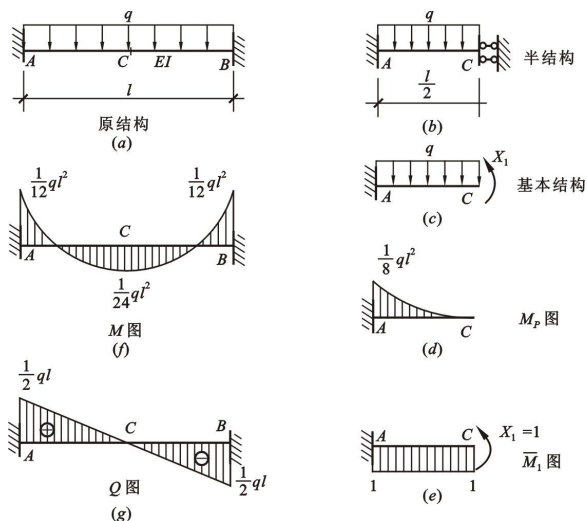 q
A
C
EI
B
l
原结构
(a)
q
A
C
l/2
半结构
(b)
q
X₁
A
C
基本结构
(c)
1/8 ql²
A
C
M_P 图
(d)
A
C
X₁ =1
M̄₁ 图
1
1
(e)
1/12 ql²
1/12 ql²
C
A
B
1/24 ql²
M 图
(f)
1/2 ql
C
B
⊖
A
⊖
1/2 ql
Q 图
(g)